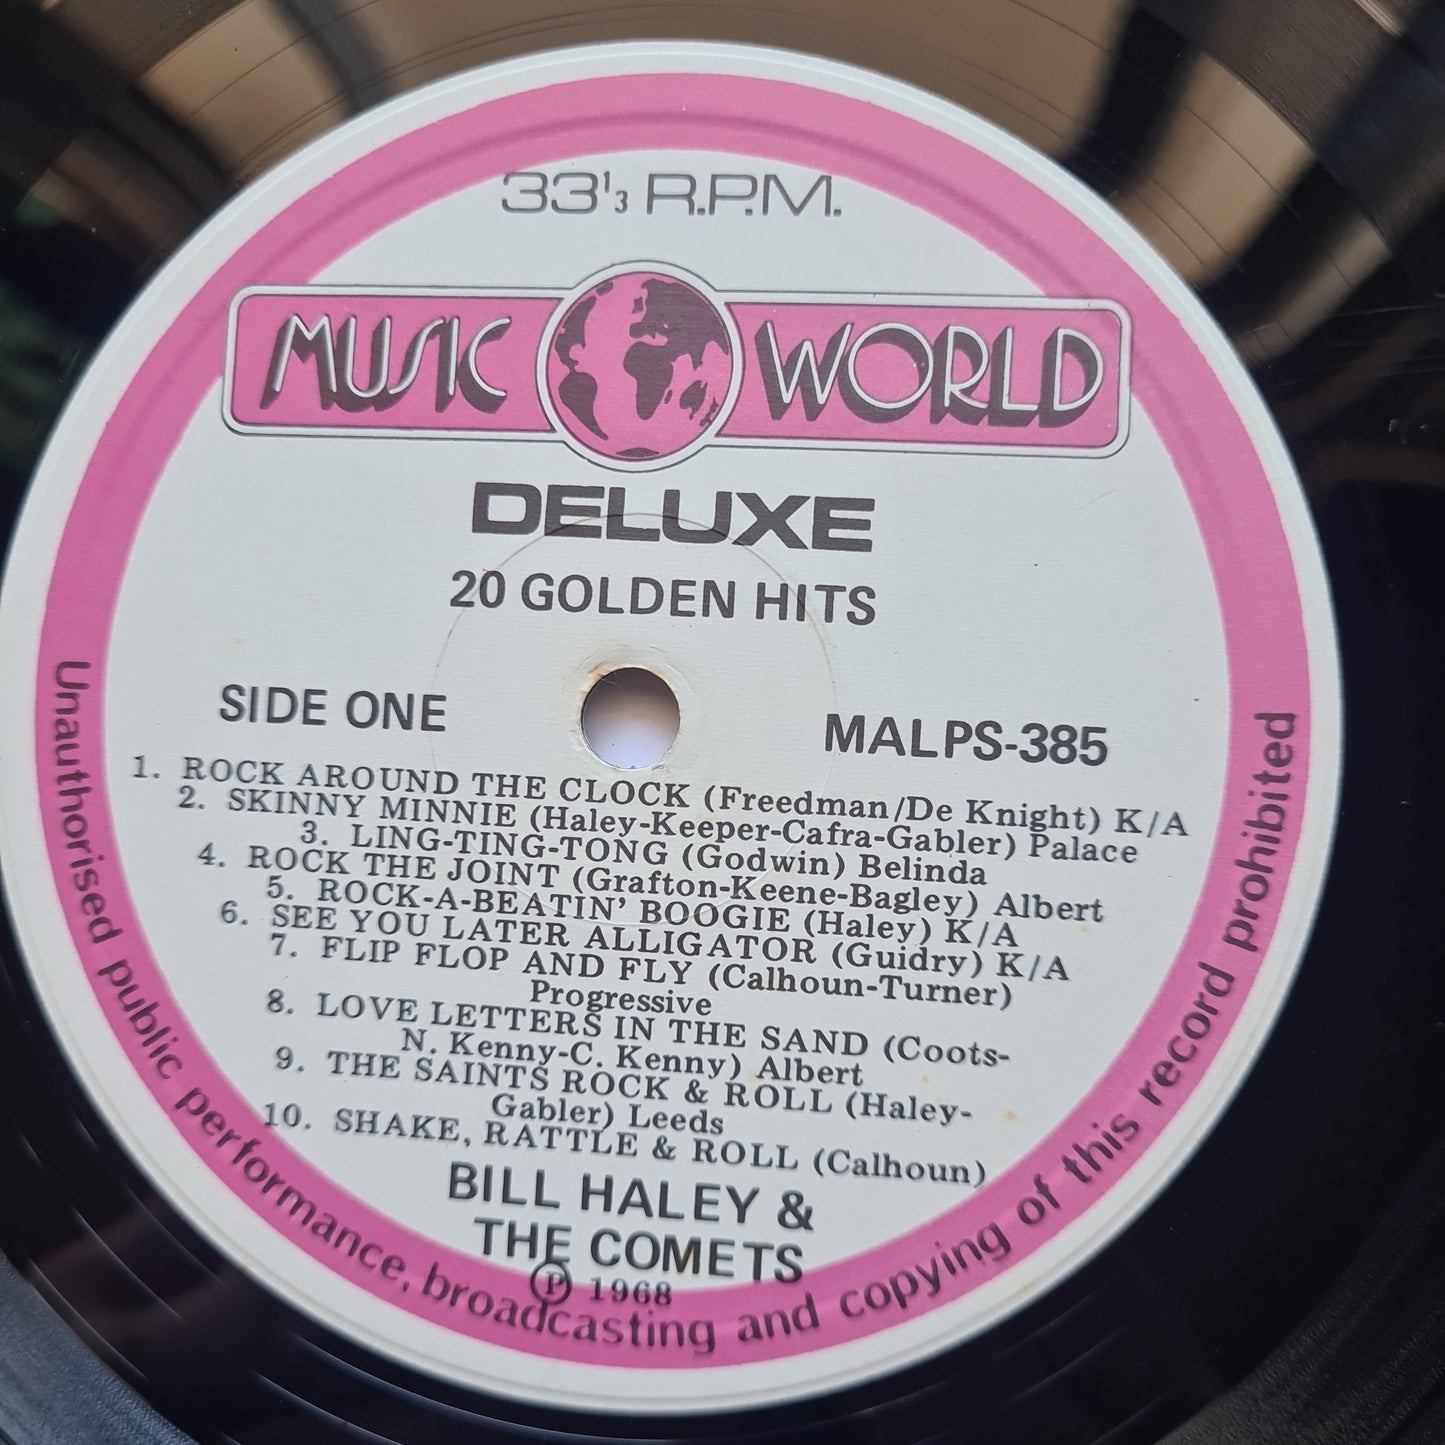 33⅓ R.P.M.
MUSIC WORLD
DELUXE
20 GOLDEN HITS
SIDE ONE
MALPS-385
1. ROCK AROUND THE CLOCK (Freedman/De Knight) K/A
2. SKINNY MINNIE (Haley-Keeper-Cafra-Gabler) Palace
3. LING-TING-TONG (Godwin) Belinda
4. ROCK THE JOINT (Grafton-Keene-Bagley) Albert
5. ROCK-A-BEATIN' BOOGIE (Haley) K/A
6. SEE YOU LATER ALLIGATOR (Guidry) K/A
7. FLIP FLOP AND FLY (Calhoun-Turner)
Progressive
8. LOVE LETTERS IN THE SAND (Coots-
N. Kenny-C. Kenny) Albert
9. THE SAINTS ROCK & ROLL (Haley-
Gabler) Leeds
10. SHAKE, RATTLE & ROLL (Calhoun)
BILL HALEY &
THE COMETS
Ⓟ 1968
Unauthorised public performance, broadcasting and copying of this record prohibited